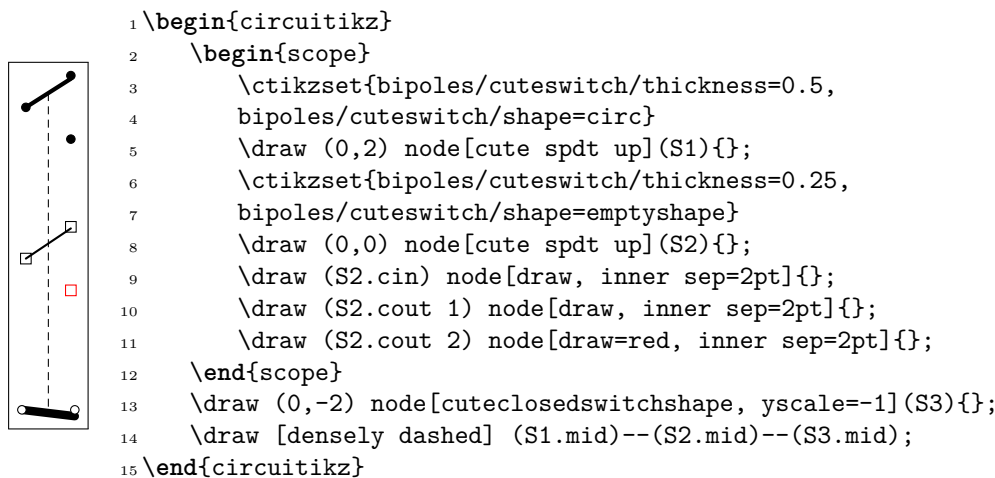 1 \begin{circuitikz}
2     \begin{scope}
3         \ctikzset{bipoles/cuteswitch/thickness=0.5,
4         bipoles/cuteswitch/shape=circ}
5         \draw (0,2) node[cute spdt up](S1){};
6         \ctikzset{bipoles/cuteswitch/thickness=0.25,
7         bipoles/cuteswitch/shape=emptyshape}
8         \draw (0,0) node[cute spdt up](S2){};
9         \draw (S2.cin) node[draw, inner sep=2pt]{};
10         \draw (S2.cout 1) node[draw, inner sep=2pt]{};
11         \draw (S2.cout 2) node[draw=red, inner sep=2pt]{};
12     \end{scope}
13     \draw (0,-2) node[cuteclosedswitchshape, yscale=-1](S3){};
14     \draw [densely dashed] (S1.mid)--(S2.mid)--(S3.mid);
15 \end{circuitikz}